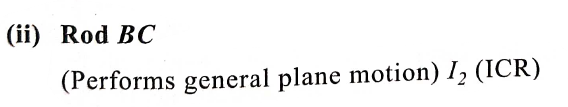 (ii) Rod BC
(Performs general plane motion) I₂ (ICR)